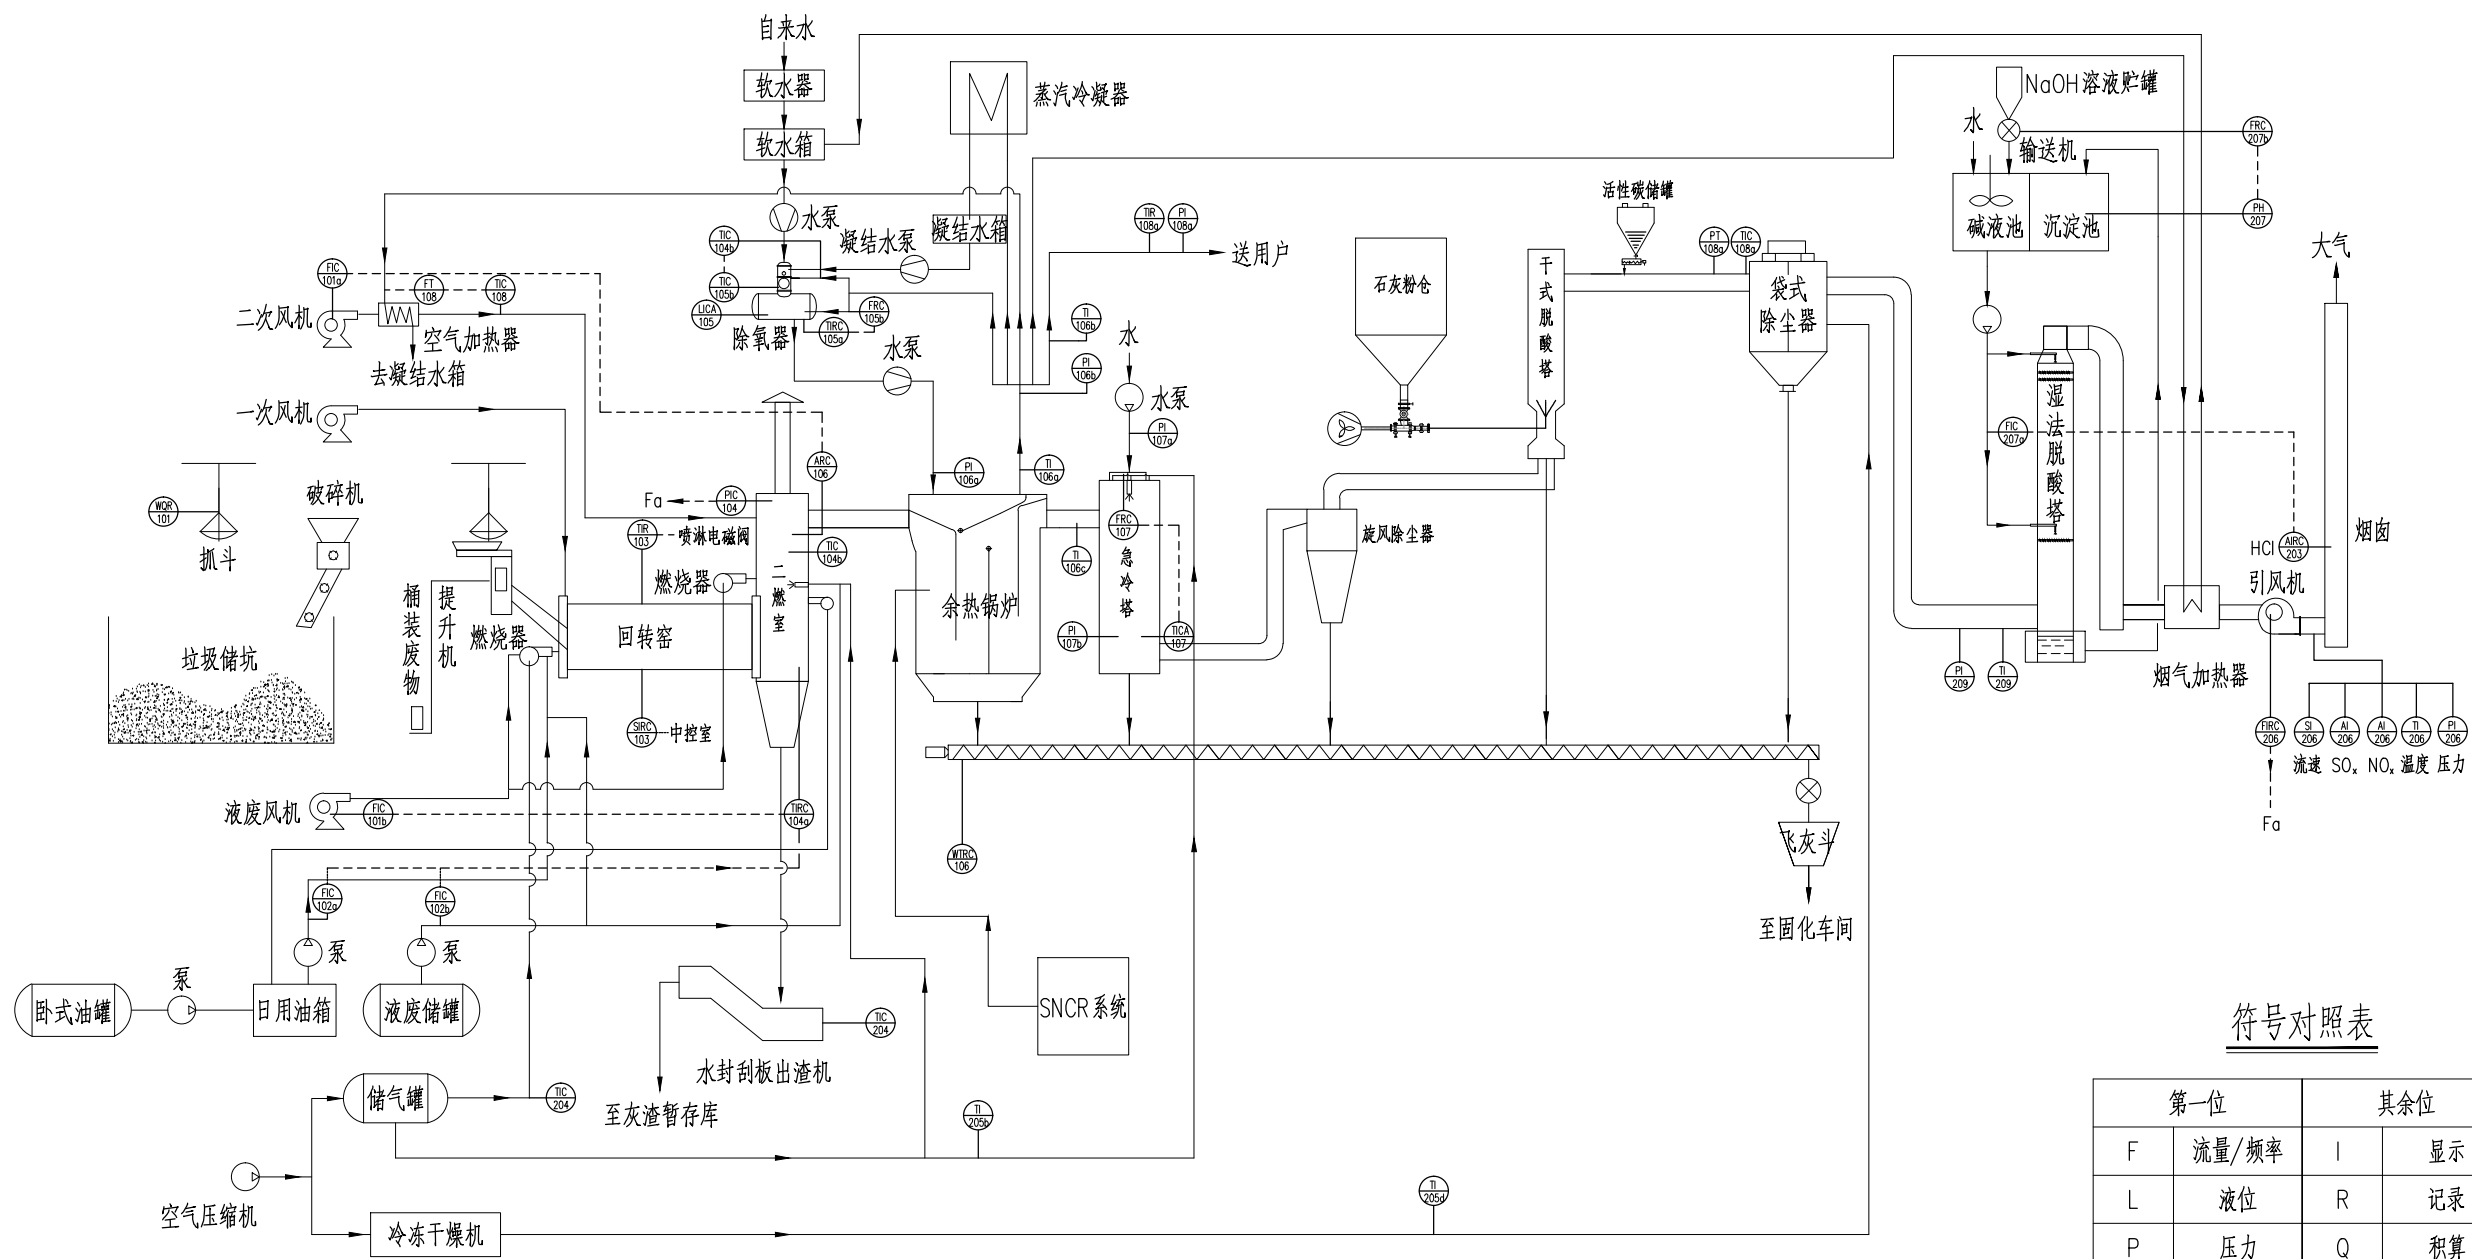 自来水
软水器
软水箱
水泵
蒸汽冷凝器
凝结水泵
凝结水箱
TIC
104b
TIC
105b
LICA
105
FRC
105b
TIRC
105a
除氧器
水泵
FIC
101a
FT
108
TIC
108
二次风机
空气加热器
去凝结水箱
一次风机
TIR
108a
PI
108a
送用户
TI
106b
PI
106b
水
水泵
PI
107a
石灰粉仓
活性碳储罐
干式脱酸塔
PT
108a
TIC
108a
袋式
除尘器
NaOH溶液贮罐
水
输送机
FRC
207b
PH
207
碱液池
沉淀池
大气
湿法脱酸塔
FIC
207a
HCl
AIRC
203
烟囱
引风机
烟气加热器
PI
209
TI
209
FIRC
206
SI
206
AI
206
AI
206
TI
206
PI
206
流速
SOx
NOx
温度
压力
Fa
WQR
101
抓斗
破碎机
垃圾储坑
桶装废物
提升机
燃烧器
回转窑
TIR
103
喷淋电磁阀
SIRC
103
中控室
燃烧器
Fa
PIC
104
ARC
106
TIC
104b
二燃室
PI
106a
TI
106a
余热锅炉
TI
106c
FRC
107
急冷塔
PI
107b
TICA
107
旋风除尘器
液废风机
FIC
101b
TIRC
104a
WTRC
106
飞灰斗
至固化车间
FIC
102a
FIC
102b
泵
泵
泵
卧式油罐
日用油箱
液废储罐
SNCR系统
TIC
204
水封刮板出渣机
至灰渣暂存库
储气罐
TIC
204
TI
205b
空气压缩机
冷冻干燥机
TI
205d
符号对照表
第一位 其余位
F 流量/频率 I 显示
L 液位 R 记录
P 压力 Q 积算